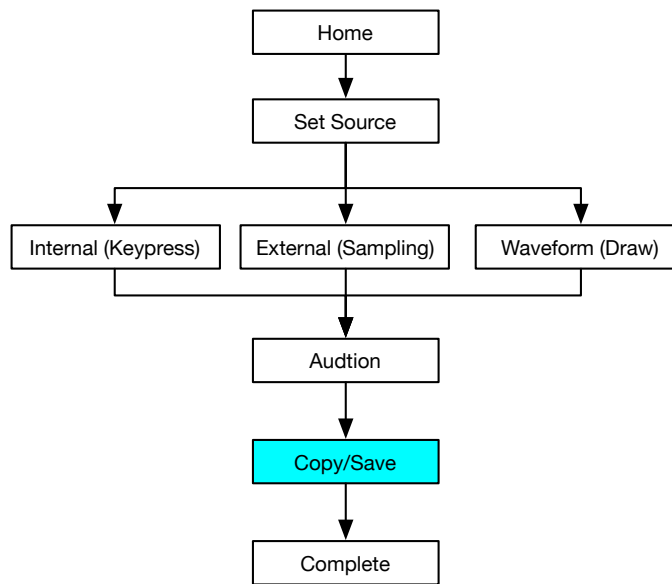 Home
Set Source
Internal (Keypress)
External (Sampling)
Waveform (Draw)
Audtion
Copy/Save
Complete